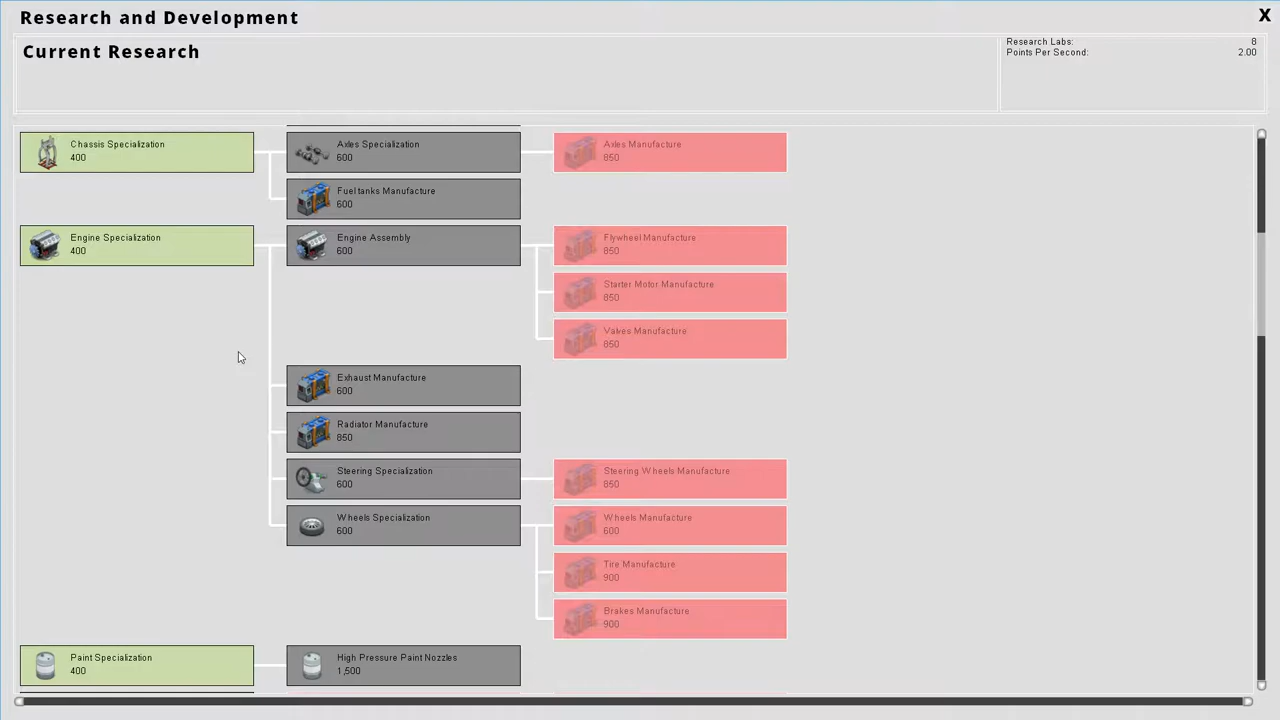 Research and Development
X
Current Research
Research Labs: 8
Points Per Second: 2.00
Chassis Specialization
400
Axles Specialization
600
Axles Manufacture
850
Fuel tanks Manufacture
600
Engine Specialization
400
Engine Assembly
600
Flywheel Manufacture
850
Starter Motor Manufacture
850
Valves Manufacture
850
Exhaust Manufacture
600
Radiator Manufacture
850
Steering Specialization
600
Steering Wheels Manufacture
850
Wheels Specialization
600
Wheels Manufacture
600
Tire Manufacture
900
Brakes Manufacture
900
Paint Specialization
400
High Pressure Paint Nozzles
1,500